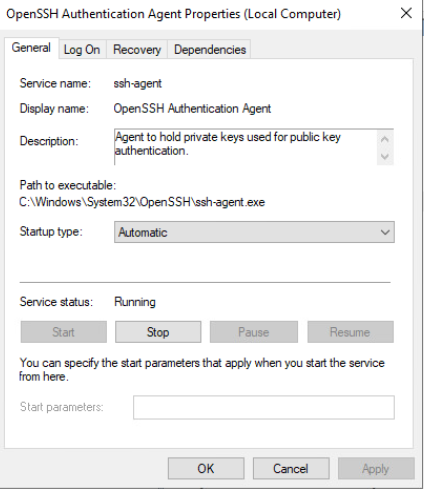 OpenSSH Authentication Agent Properties (Local Computer)
General Log On Recovery Dependencies
Service name: ssh-agent
Display name: OpenSSH Authentication Agent
Description: Agent to hold private keys used for public key
authentication.
Path to executable:
C:\Windows\System32\OpenSSH\ssh-agent.exe
Startup type: Automatic
Service status: Running
Start Stop Pause Resume
You can specify the start parameters that apply when you start the service
from here.
Start parameters:
OK Cancel Apply